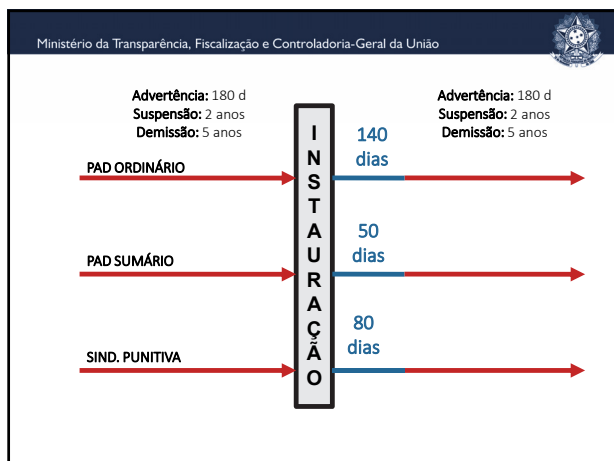 Ministério da Transparência, Fiscalização e Controladoria-Geral da União
Advertência: 180 d
Suspensão: 2 anos
Demissão: 5 anos
Advertência: 180 d
Suspensão: 2 anos
Demissão: 5 anos
INSTAURAÇÃO
PAD ORDINÁRIO
140
dias
PAD SUMÁRIO
50
dias
SIND. PUNITIVA
80
dias